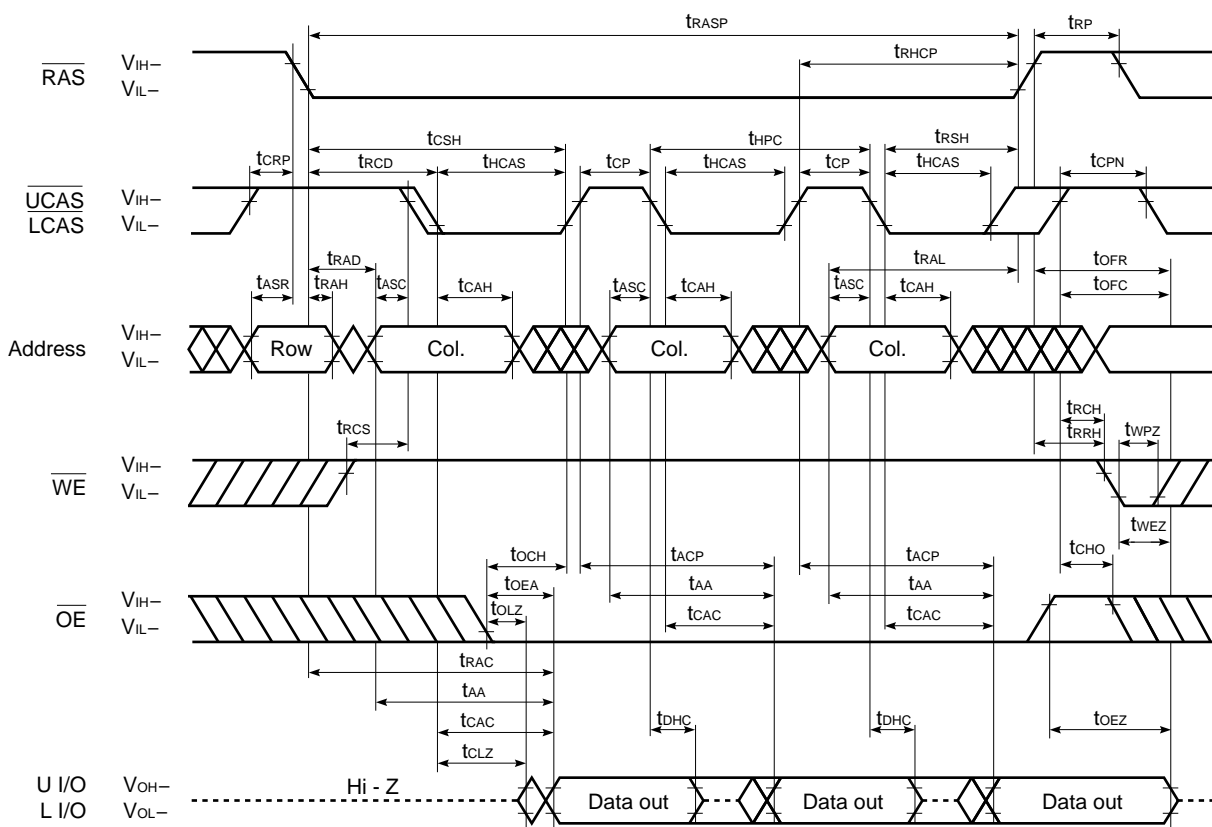 tRASP
tRP
tRHCP
RAS
VIH–
VIL–
tCSH
tHPC
tRSH
tCRP
tRCD
tHCAS
tCP
tHCAS
tCP
tHCAS
tCPN
UCAS
LCAS
VIH–
VIL–
tRAD
tRAL
tOFR
tASR
tRAH
tASC
tCAH
tASC
tCAH
tASC
tCAH
tOFC
Address
VIH–
VIL–
Row
Col.
Col.
Col.
tRCH
tRCS
tRRH
tWPZ
WE
VIH–
VIL–
tWEZ
tOCH
tACP
tACP
tCHO
tOEA
tAA
tAA
OE
VIH–
VIL–
tOLZ
tCAC
tCAC
tRAC
tAA
tCAC
tDHC
tDHC
tOEZ
tCLZ
U I/O
L I/O
VOH–
VOL–
Hi - Z
Data out
Data out
Data out